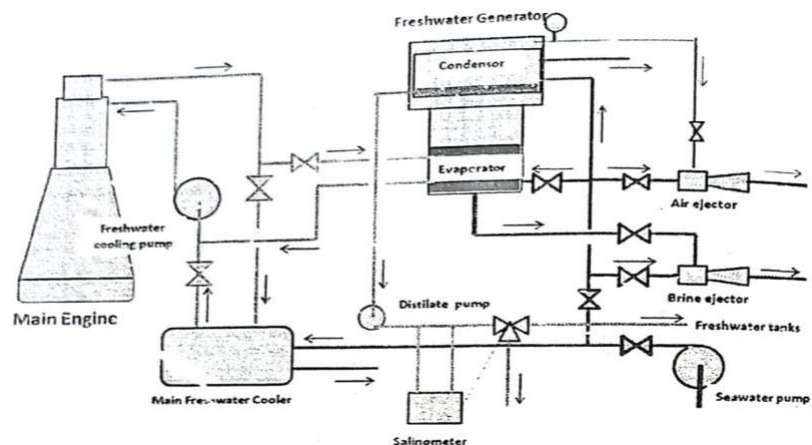 Freshwater Generator
Condensor
Evaporator
Air ejector
Freshwater
cooling pump
Brine ejector
Distilate pump
Main Engine
Freshwater tanks
Main Freshwater Cooler
Seawater pump
Salinometer